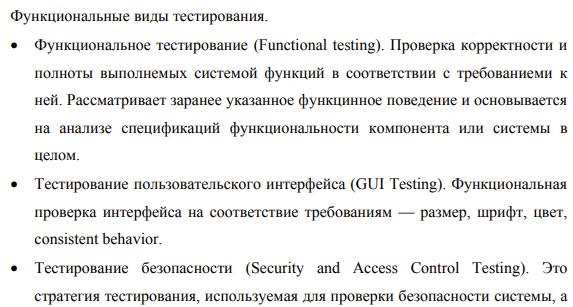 Функциональные виды тестирования.
• Функциональное тестирование (Functional testing). Проверка корректности и
полноты выполнемых системой функций в соответствии с требованиеми к
ней. Рассматривает заранее указанное функцинное поведение и основывается
на анализе спецификаций функциональности компонента или системы в
целом.
• Тестирование пользовательского интерфейса (GUI Testing). Функциональная
проверка интерфейса на соответствие требованиям — размер, шрифт, цвет,
consistent behavior.
• Тестирование безопасности (Security and Access Control Testing). Это
стратегия тестирования, используемая для проверки безопасности системы, а